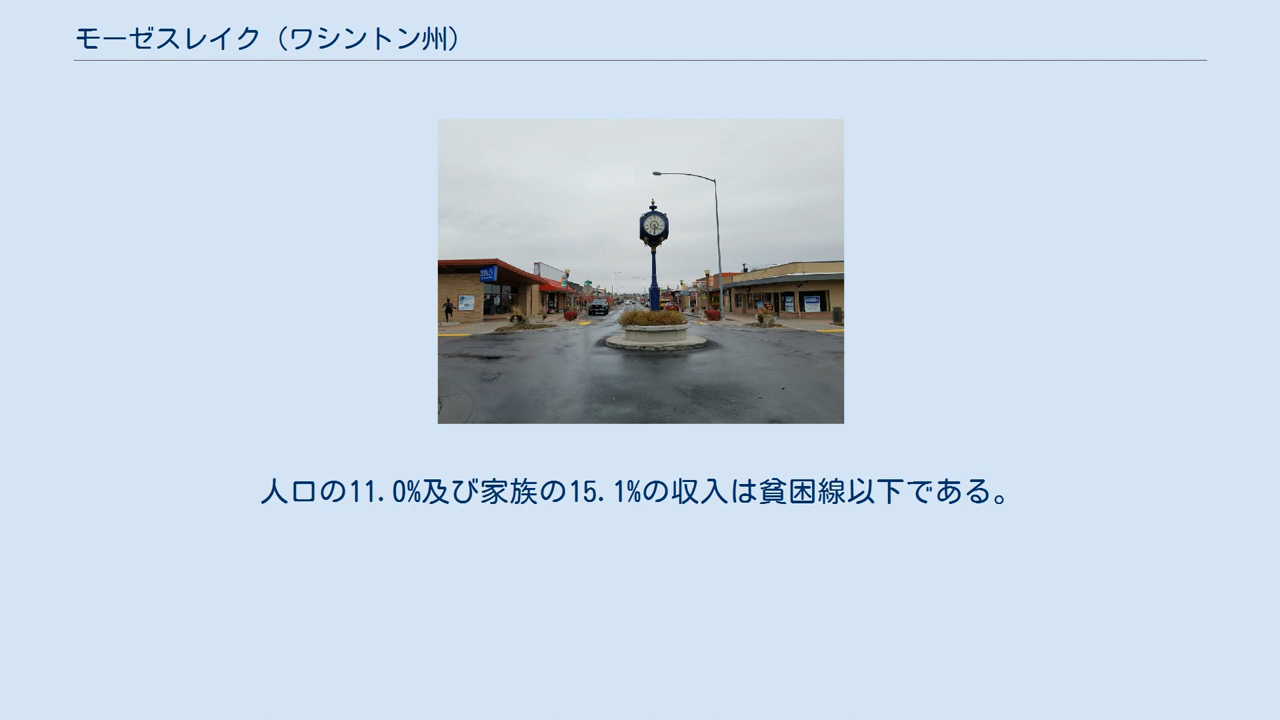 モーゼスレイク（ワシントン州）
人口の11.0%及び家族の15.1%の収入は貧困線以下である。